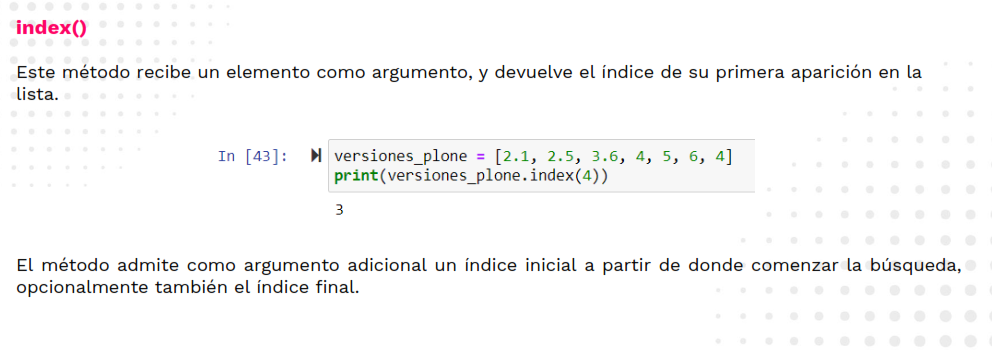 index()
Este método recibe un elemento como argumento, y devuelve el índice de su primera aparición en la
lista.
In [43]: versiones_plone = [2.1, 2.5, 3.6, 4, 5, 6, 4]
print(versiones_plone.index(4))
3
El método admite como argumento adicional un índice inicial a partir de donde comenzar la búsqueda,
opcionalmente también el índice final.